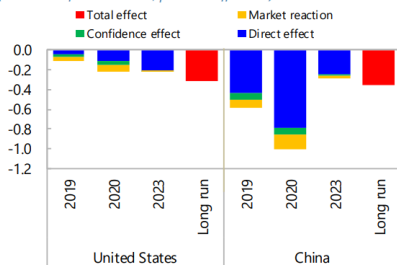 Total effect
Market reaction
Confidence effect
Direct effect
0.0
-0.2
-0.4
-0.6
-0.8
-1.0
-1.2
2019
2020
2023
Long run
2019
2020
2023
Long run
United States
China